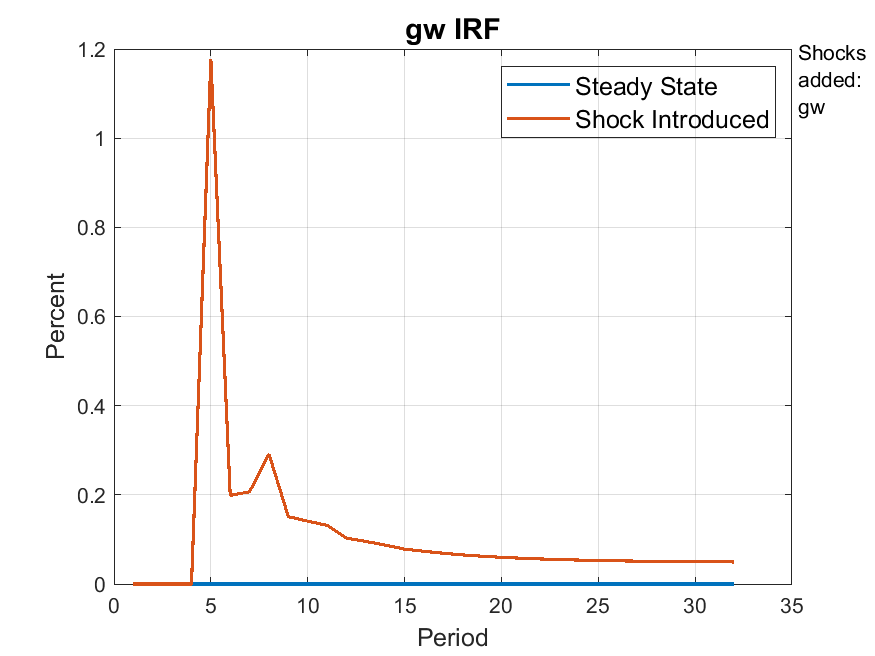 gw IRF
Shocks
added:
gw
Steady State
Shock Introduced
1.2
1
0.8
0.6
0.4
0.2
0
Percent
0
5
10
15
20
25
30
35
Period